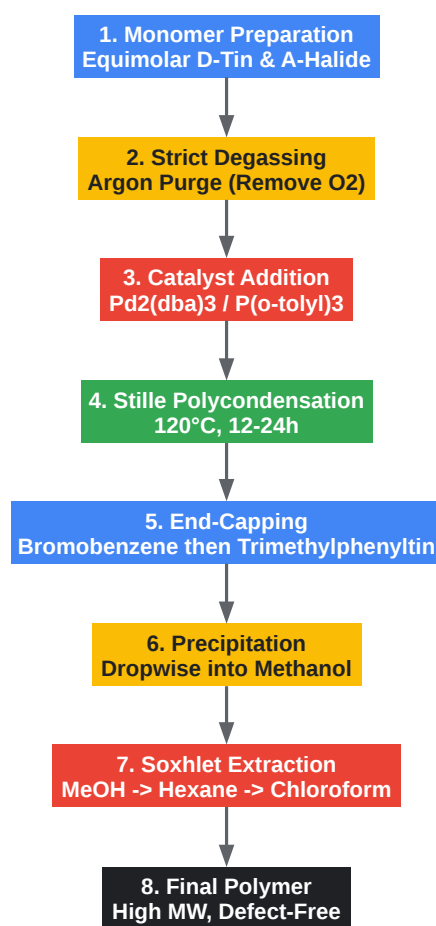 1. Monomer Preparation
Equimolar D-Tin & A-Halide
2. Strict Degassing
Argon Purge (Remove O2)
3. Catalyst Addition
Pd2(dba)3 / P(o-tolyl)3
4. Stille Polycondensation
120°C, 12-24h
5. End-Capping
Bromobenzene then Trimethylphenyltin
6. Precipitation
Dropwise into Methanol
7. Soxhlet Extraction
MeOH -> Hexane -> Chloroform
8. Final Polymer
High MW, Defect-Free